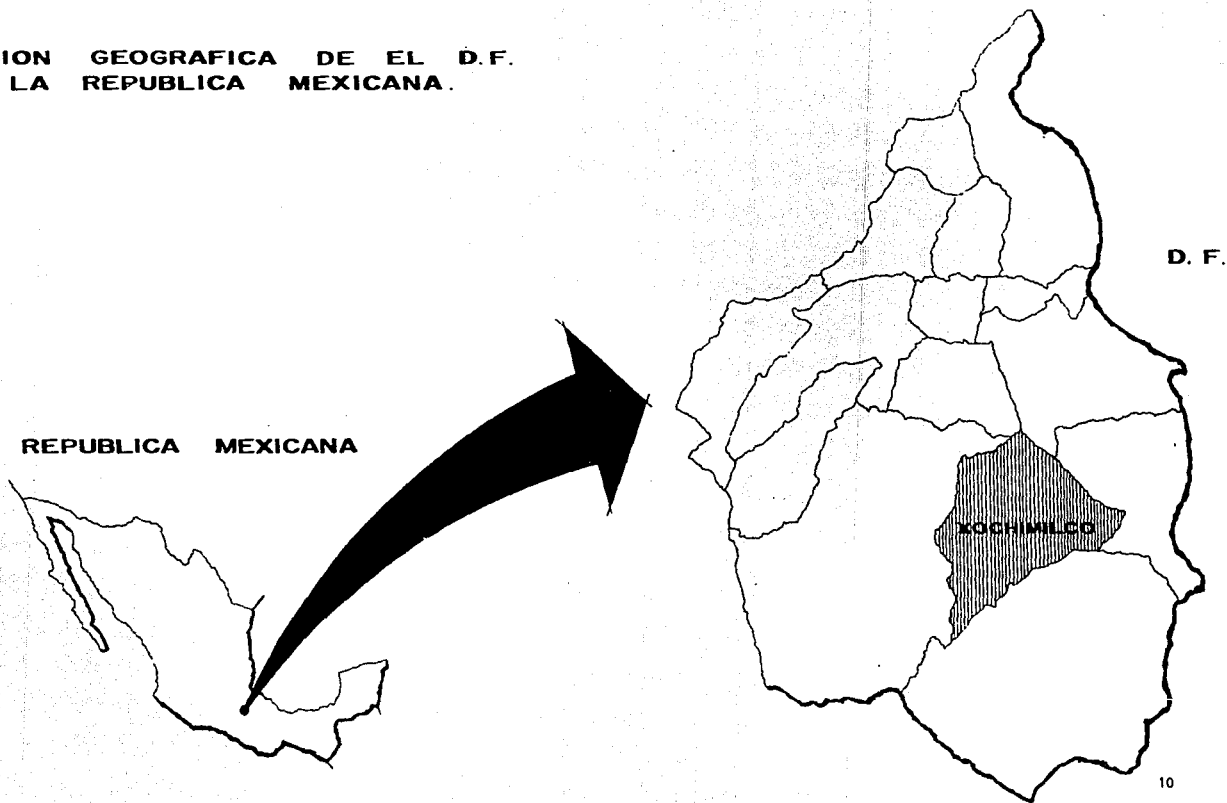 ION GEOGRAFICA DE EL D.F.
LA REPUBLICA MEXICANA.
D. F.
REPUBLICA MEXICANA
XOCHIMILCO
10